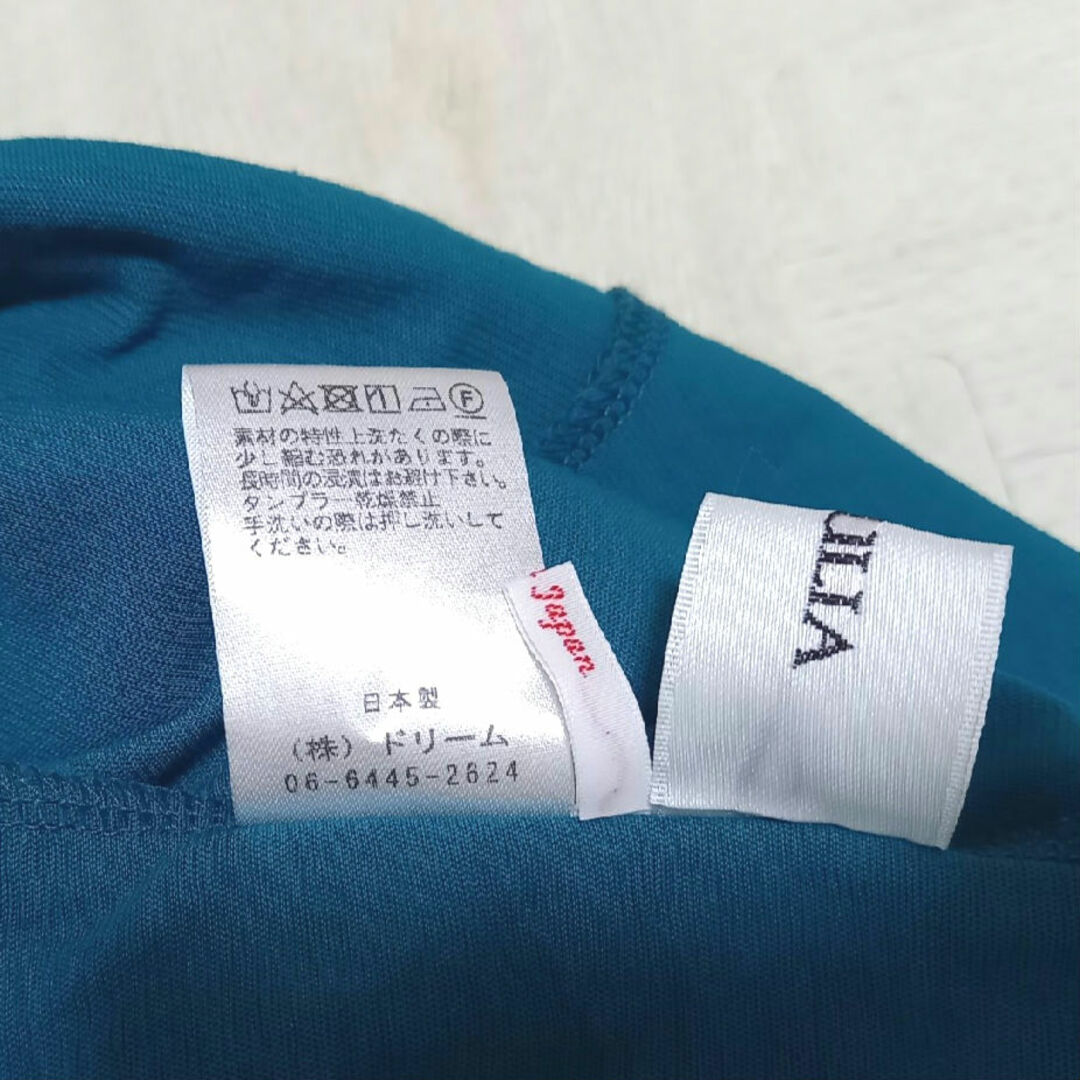 F
素材の特性上洗たくの際に
少し縮む恐れがあります。
長時間の浸漬はお避け下さい。
タンブラー乾燥禁止
手洗いの際は押し洗いして
ください。
日本製
(株) ドリーム
06-6445-2624
Japan
ULIA